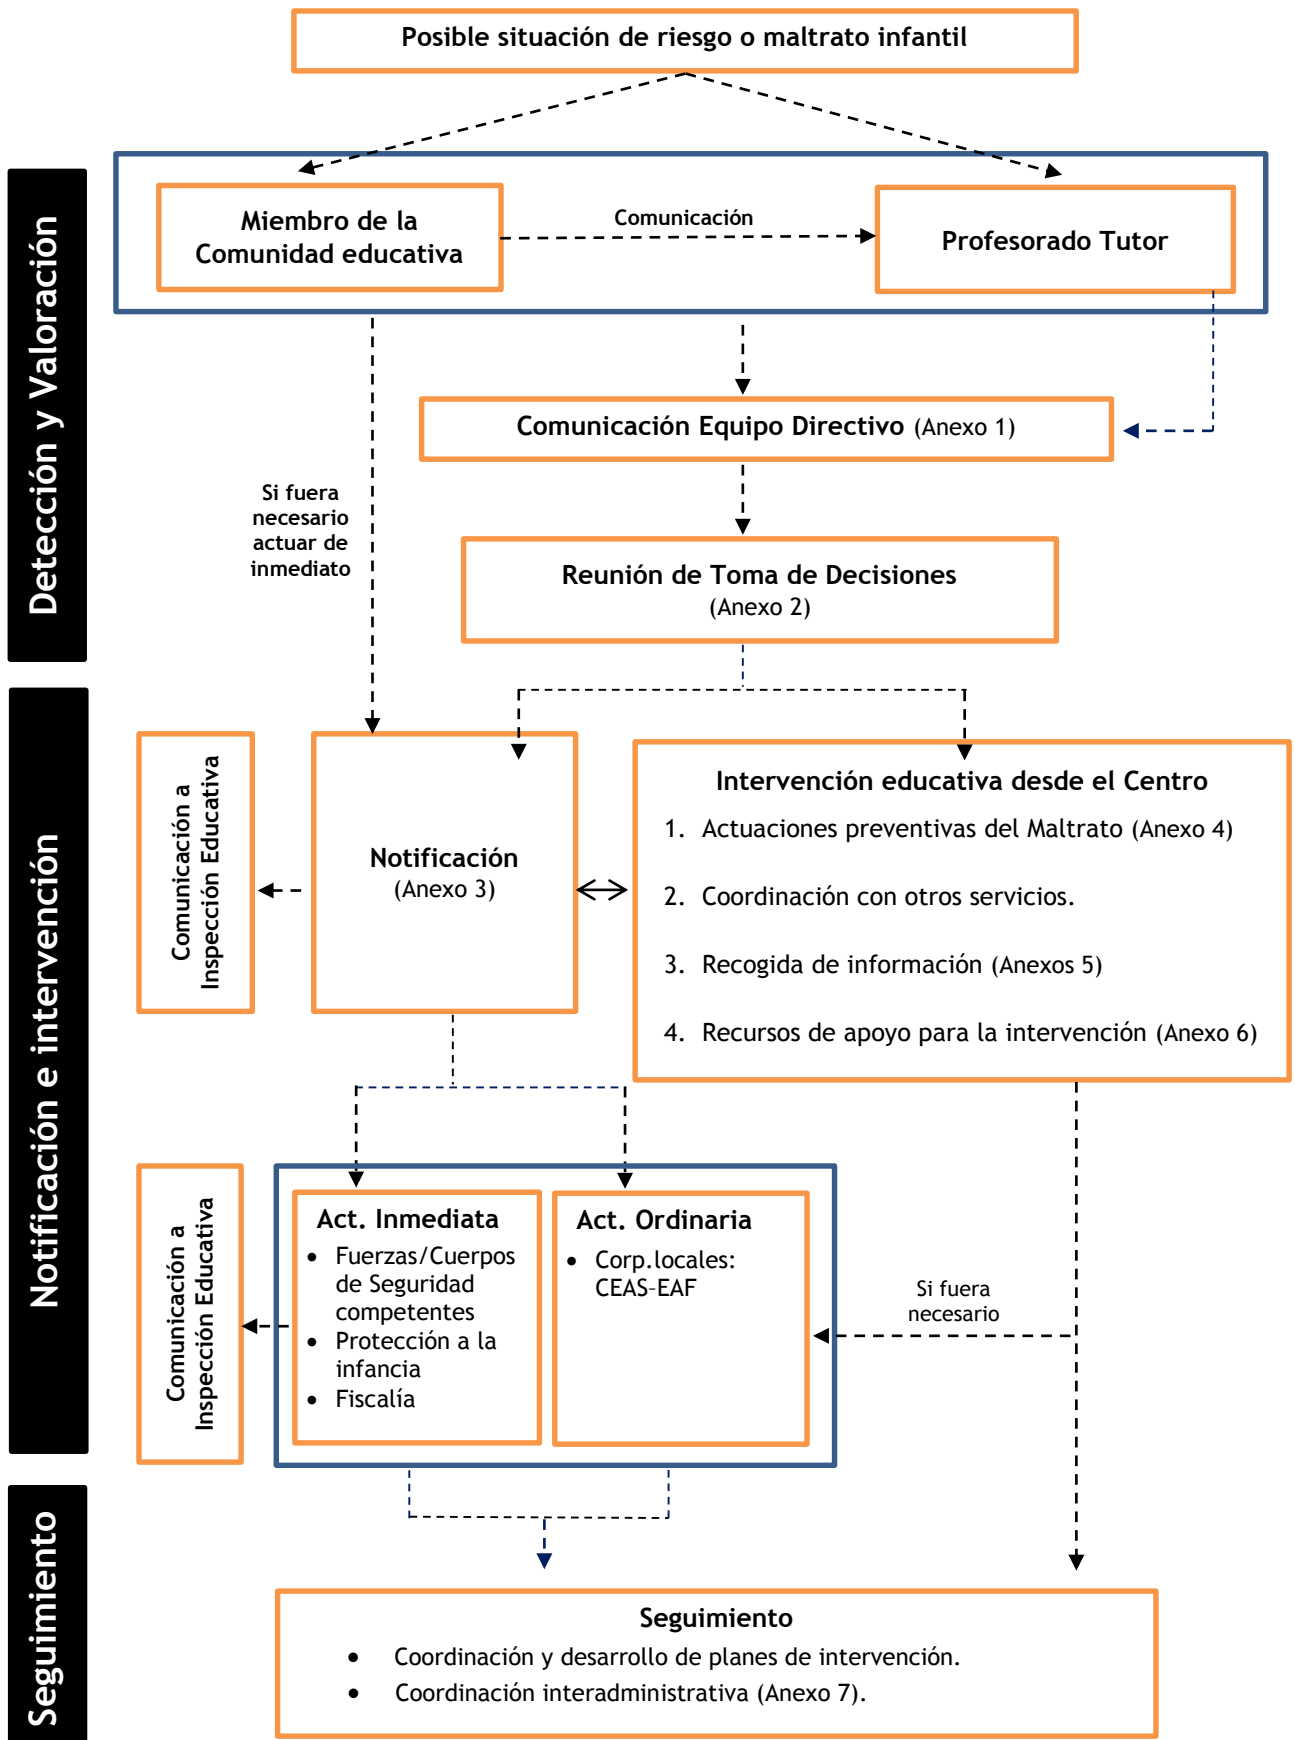 Posible situación de riesgo o maltrato infantil
Detección y Valoración
Miembro de la
Comunidad educativa
Comunicación
Profesorado Tutor
Comunicación Equipo Directivo (Anexo 1)
Si fuera
necesario
actuar de
inmediato
Reunión de Toma de Decisiones
(Anexo 2)
Notificación e intervención
Comunicación a
Inspección Educativa
Notificación
(Anexo 3)
Intervención educativa desde el Centro
1. Actuaciones preventivas del Maltrato (Anexo 4)
2. Coordinación con otros servicios.
3. Recogida de información (Anexos 5)
4. Recursos de apoyo para la intervención (Anexo 6)
Comunicación a
Inspección Educativa
Act. Inmediata
• Fuerzas/Cuerpos
de Seguridad
competentes
• Protección a la
infancia
• Fiscalía
Act. Ordinaria
• Corp.locales:
CEAS-EAF
Si fuera
necesario
Seguimiento
Seguimiento
• Coordinación y desarrollo de planes de intervención.
• Coordinación interadministrativa (Anexo 7).